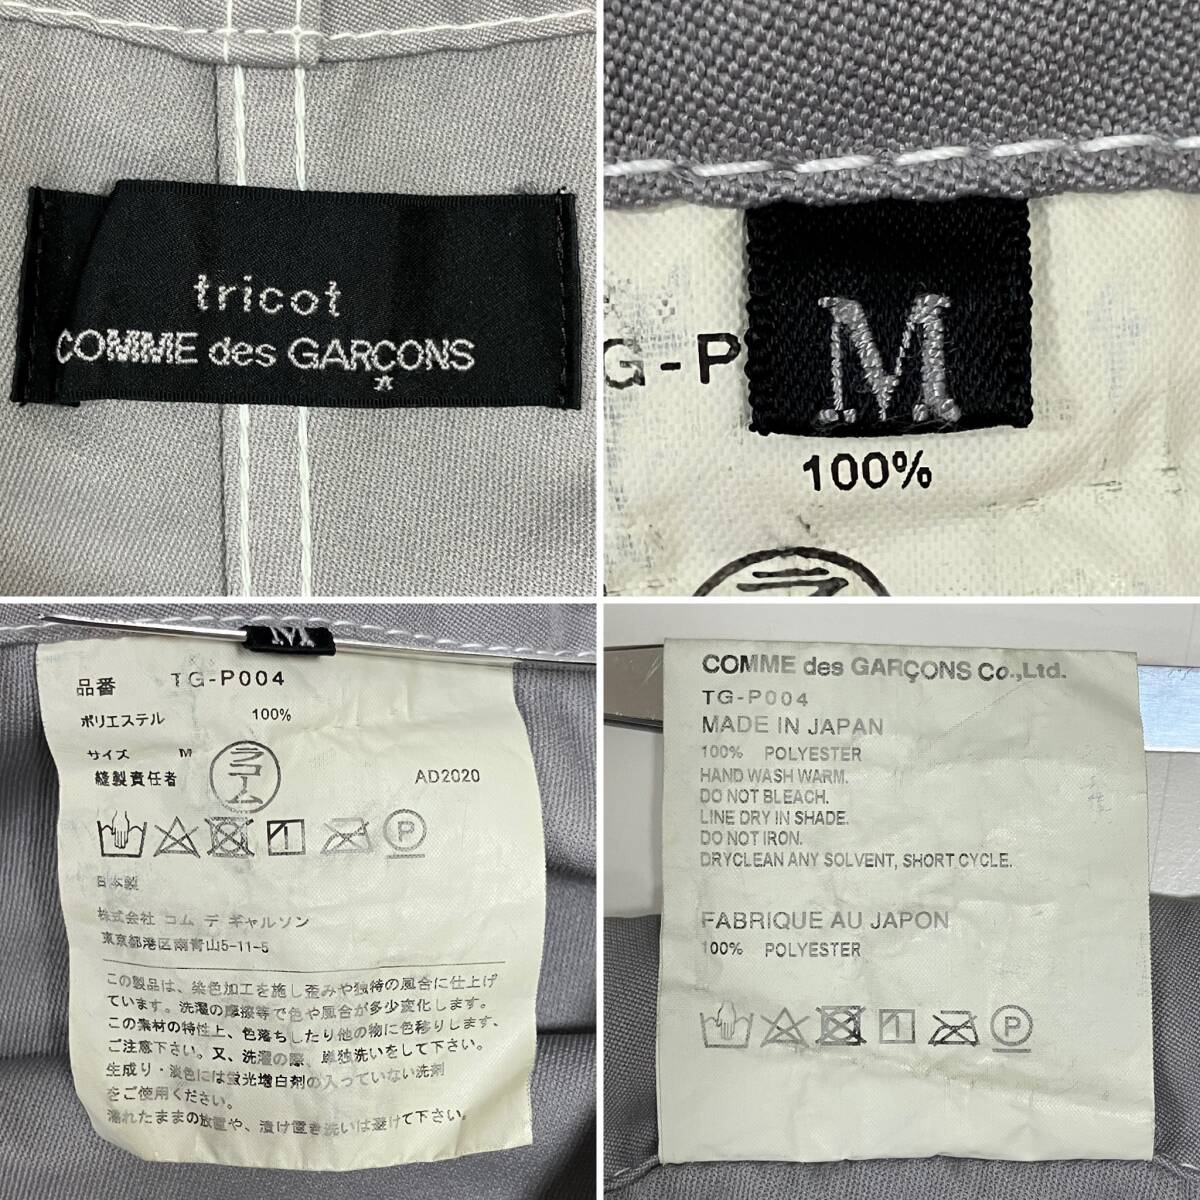 tricot
COMME des GARÇONS
G-P
M
100%
M
品番 TG-P004
ポリエステル 100%
サイズ M
縫製責任者 ラコーム AD2020
P
日本製
株式会社 コム デ ギャルソン
東京都港区南青山5-11-5
この製品は、染色加工を施し歪みや独特の風合に仕上げ
ています。洗濯の摩擦等で色や風合が多少変化します。
この素材の特性上、色落ちしたり他の物に色移りします、
ご注意下さい。又、洗濯の際、単独洗いをして下さい。
生成り・淡色には蛍光増白剤の入っていない洗剤
をご使用ください。
濡れたままの放置や、漬け置き洗いは避けて下さい。
COMME des GARÇONS Co.,Ltd.
TG-P004
MADE IN JAPAN
100% POLYESTER
HAND WASH WARM.
DO NOT BLEACH.
LINE DRY IN SHADE.
DO NOT IRON.
DRYCLEAN ANY SOLVENT, SHORT CYCLE.
FABRIQUE AU JAPON
100% POLYESTER
P